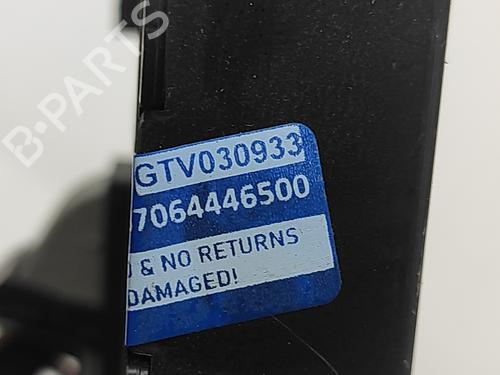 B-PARTS
GTV030933
7064446500
& NO RETURNS
DAMAGED!